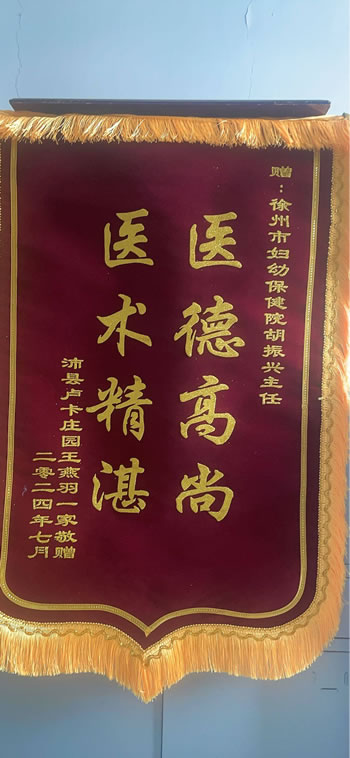 赠：徐州市妇幼保健院胡振兴主任
医德高尚
医术精湛
沛县卢卡庄园王燕羽一家敬赠
二零二四年七月